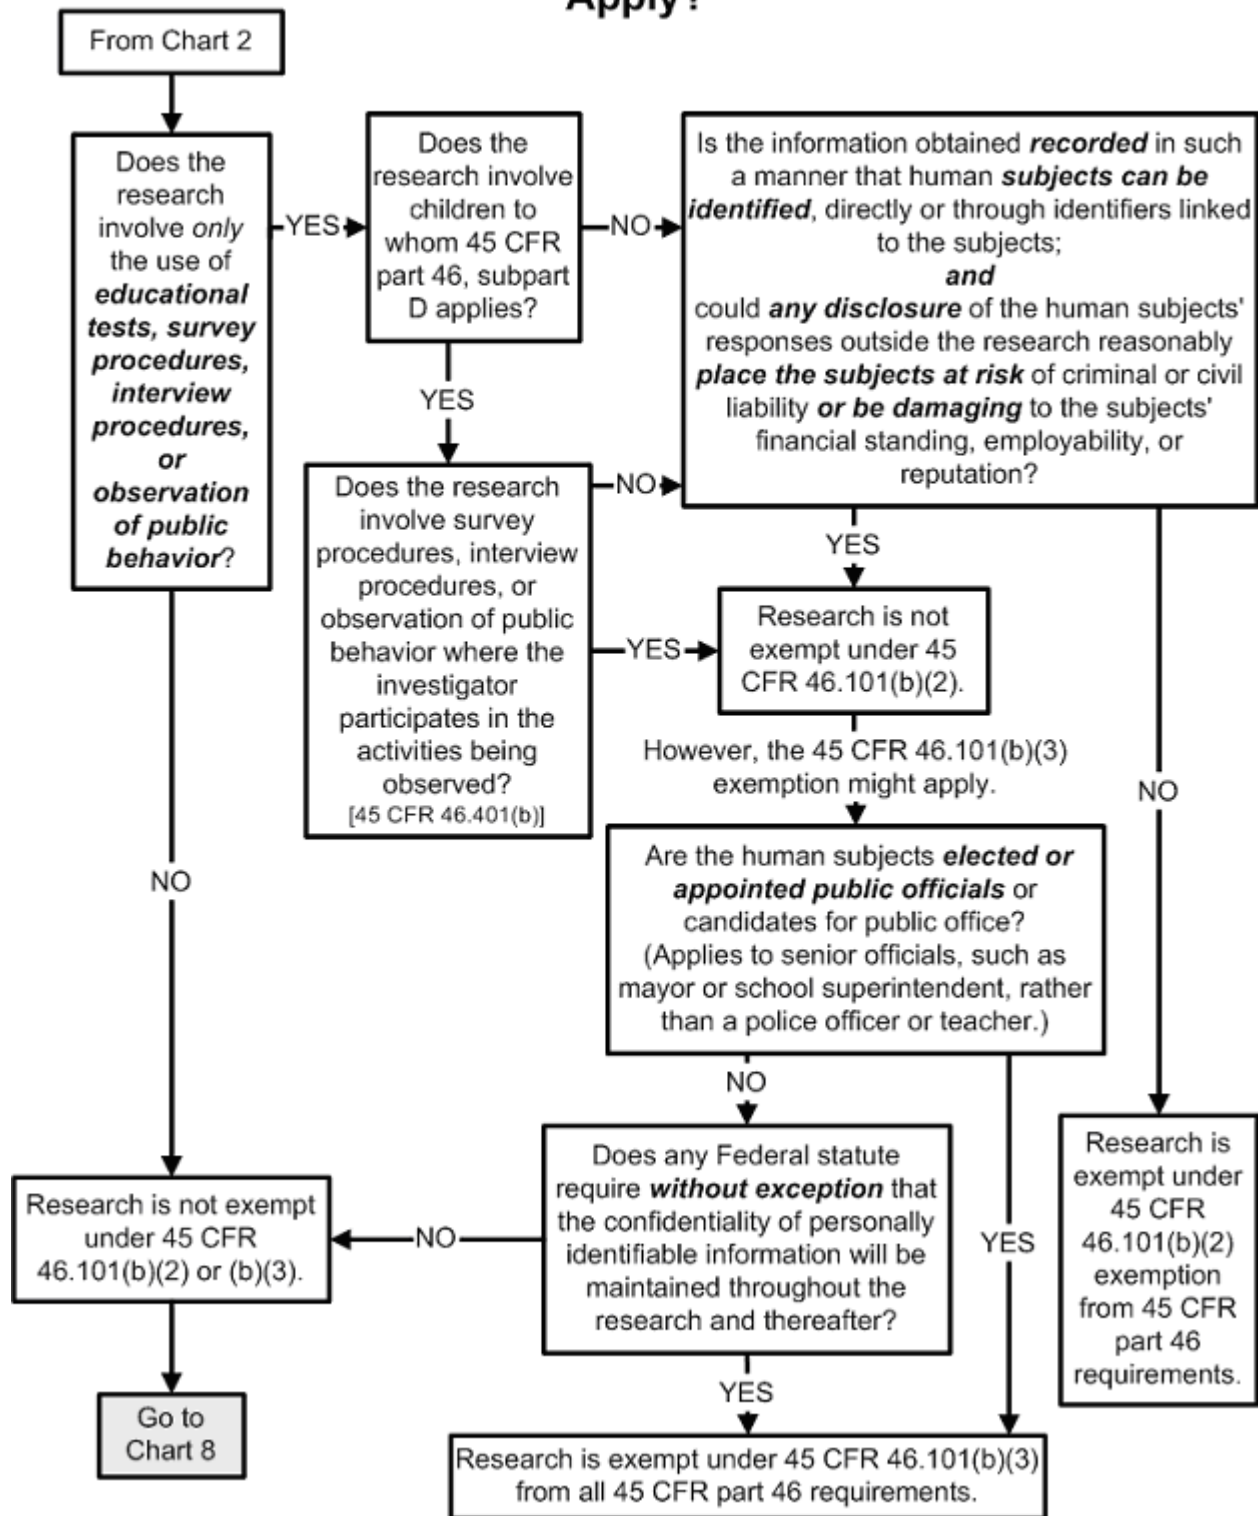 Apply?
From Chart 2
Does the
research
involve only
the use of
educational
tests, survey
procedures,
interview
procedures,
or
observation
of public
behavior?
YES
Does the
research involve
children to
whom 45 CFR
part 46, subpart
D applies?
NO
Is the information obtained recorded in such
a manner that human subjects can be
identified, directly or through identifiers linked
to the subjects;
and
could any disclosure of the human subjects'
responses outside the research reasonably
place the subjects at risk of criminal or civil
liability or be damaging to the subjects'
financial standing, employability, or
reputation?
YES
Does the research
involve survey
procedures, interview
procedures, or
observation of public
behavior where the
investigator
participates in the
activities being
observed?
[45 CFR 46.401(b)]
NO
YES
YES
Research is not
exempt under 45
CFR 46.101(b)(2).
However, the 45 CFR 46.101(b)(3)
exemption might apply.
NO
Are the human subjects elected or
appointed public officials or
candidates for public office?
(Applies to senior officials, such as
mayor or school superintendent, rather
than a police officer or teacher.)
NO
NO
YES
Does any Federal statute
require without exception that
the confidentiality of personally
identifiable information will be
maintained throughout the
research and thereafter?
Research is
exempt under
45 CFR
46.101(b)(2)
exemption
from 45 CFR
part 46
requirements.
NO
Research is not exempt
under 45 CFR
46.101(b)(2) or (b)(3).
YES
Go to
Chart 8
Research is exempt under 45 CFR 46.101(b)(3)
from all 45 CFR part 46 requirements.